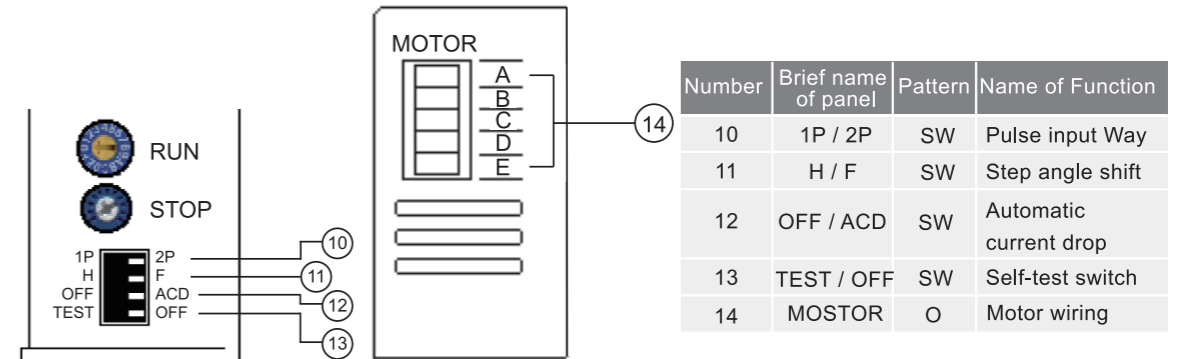 RUN
STOP
1P 2P 10
H F 11
OFF ACD 12
TEST OFF 13
MOTOR
A
B
C
D
E
14
Number Brief name of panel Pattern Name of Function
10 1P / 2P SW Pulse input Way
11 H / F SW Step angle shift
12 OFF / ACD SW Automatic current drop
13 TEST / OFF SW Self-test switch
14 MOSTOR O Motor wiring